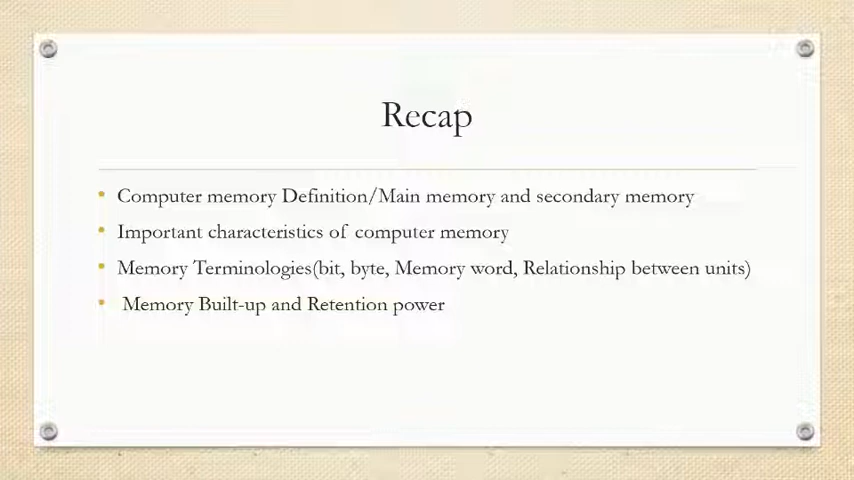 Recap
• Computer memory Definition/Main memory and secondary memory
• Important characteristics of computer memory
• Memory Terminologies(bit, byte, Memory word, Relationship between units)
• Memory Built-up and Retention power